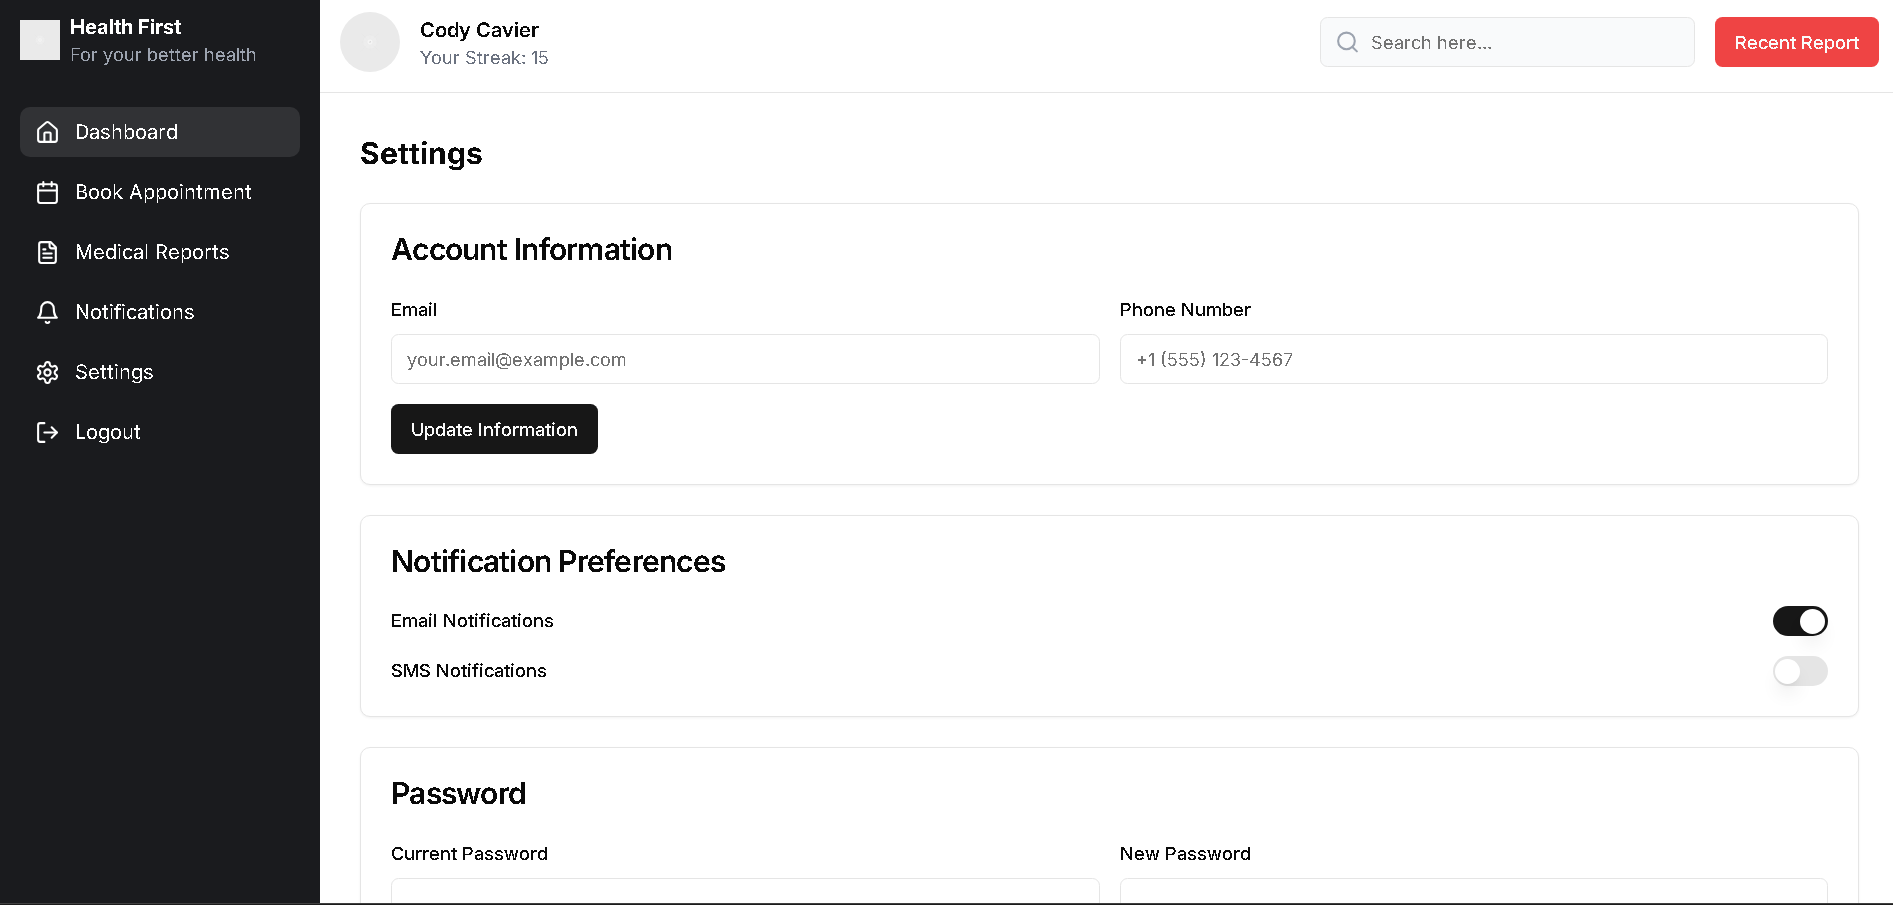 Health First
For your better health
Dashboard
Book Appointment
Medical Reports
Notifications
Settings
Logout
Cody Cavier
Your Streak: 15
Search here...
Recent Report
Settings
Account Information
Email
Phone Number
your.email@example.com
+1 (555) 123-4567
Update Information
Notification Preferences
Email Notifications
SMS Notifications
Password
Current Password
New Password